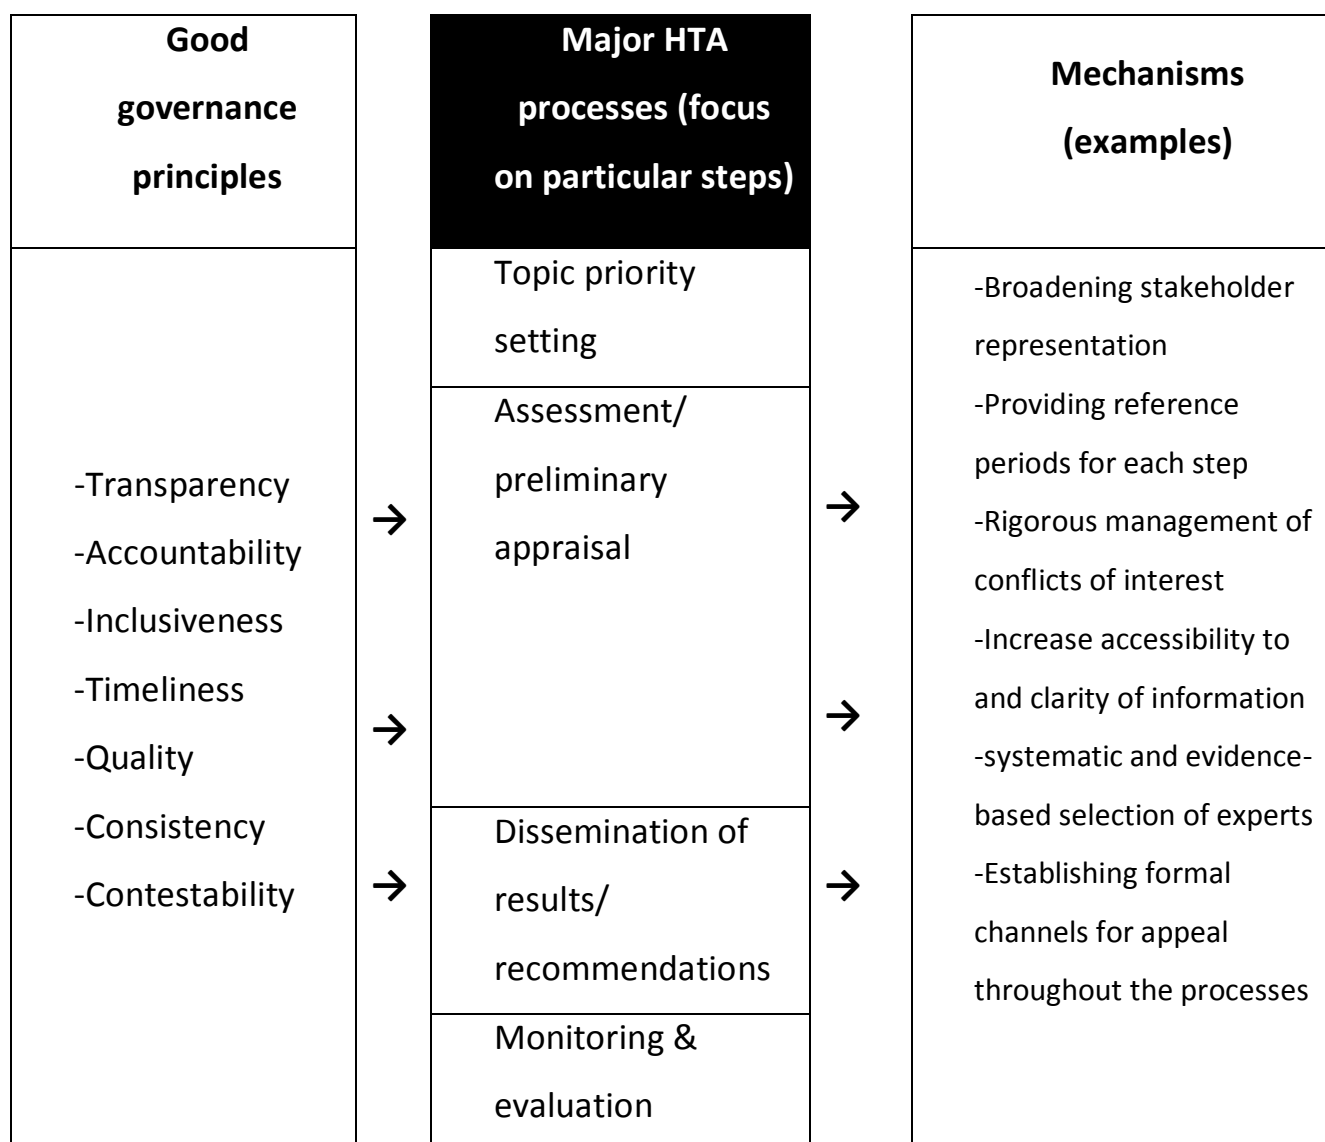 Good
governance
principles
-Transparency
-Accountability
-Inclusiveness
-Timeliness
-Quality
-Consistency
-Contestability
→
→
→
Major HTA
processes (focus
on particular steps)
Topic priority
setting
Assessment/
preliminary
appraisal
Dissemination of
results/
recommendations
Monitoring &
evaluation
→
→
→
Mechanisms
(examples)
-Broadening stakeholder
representation
-Providing reference
periods for each step
-Rigorous management of
conflicts of interest
-Increase accessibility to
and clarity of information
-systematic and evidence-
based selection of experts
-Establishing formal
channels for appeal
throughout the processes